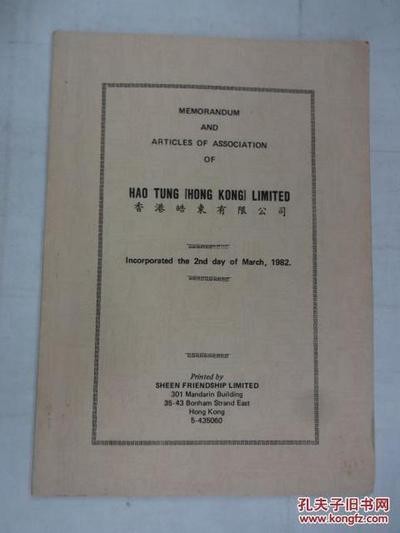 MEMORANDUM
AND
ARTICLES OF ASSOCIATION
OF
HAO TUNG [HONG KONG] LIMITED
香港皓東有限公司
Incorporated the 2nd day of March, 1982.
Printed by
SHEEN FRIENDSHIP LIMITED
301 Mandarin Building
35-43 Bonham Strand East
Hong Kong
5-435060
孔夫子旧书网
www.kongfz.com